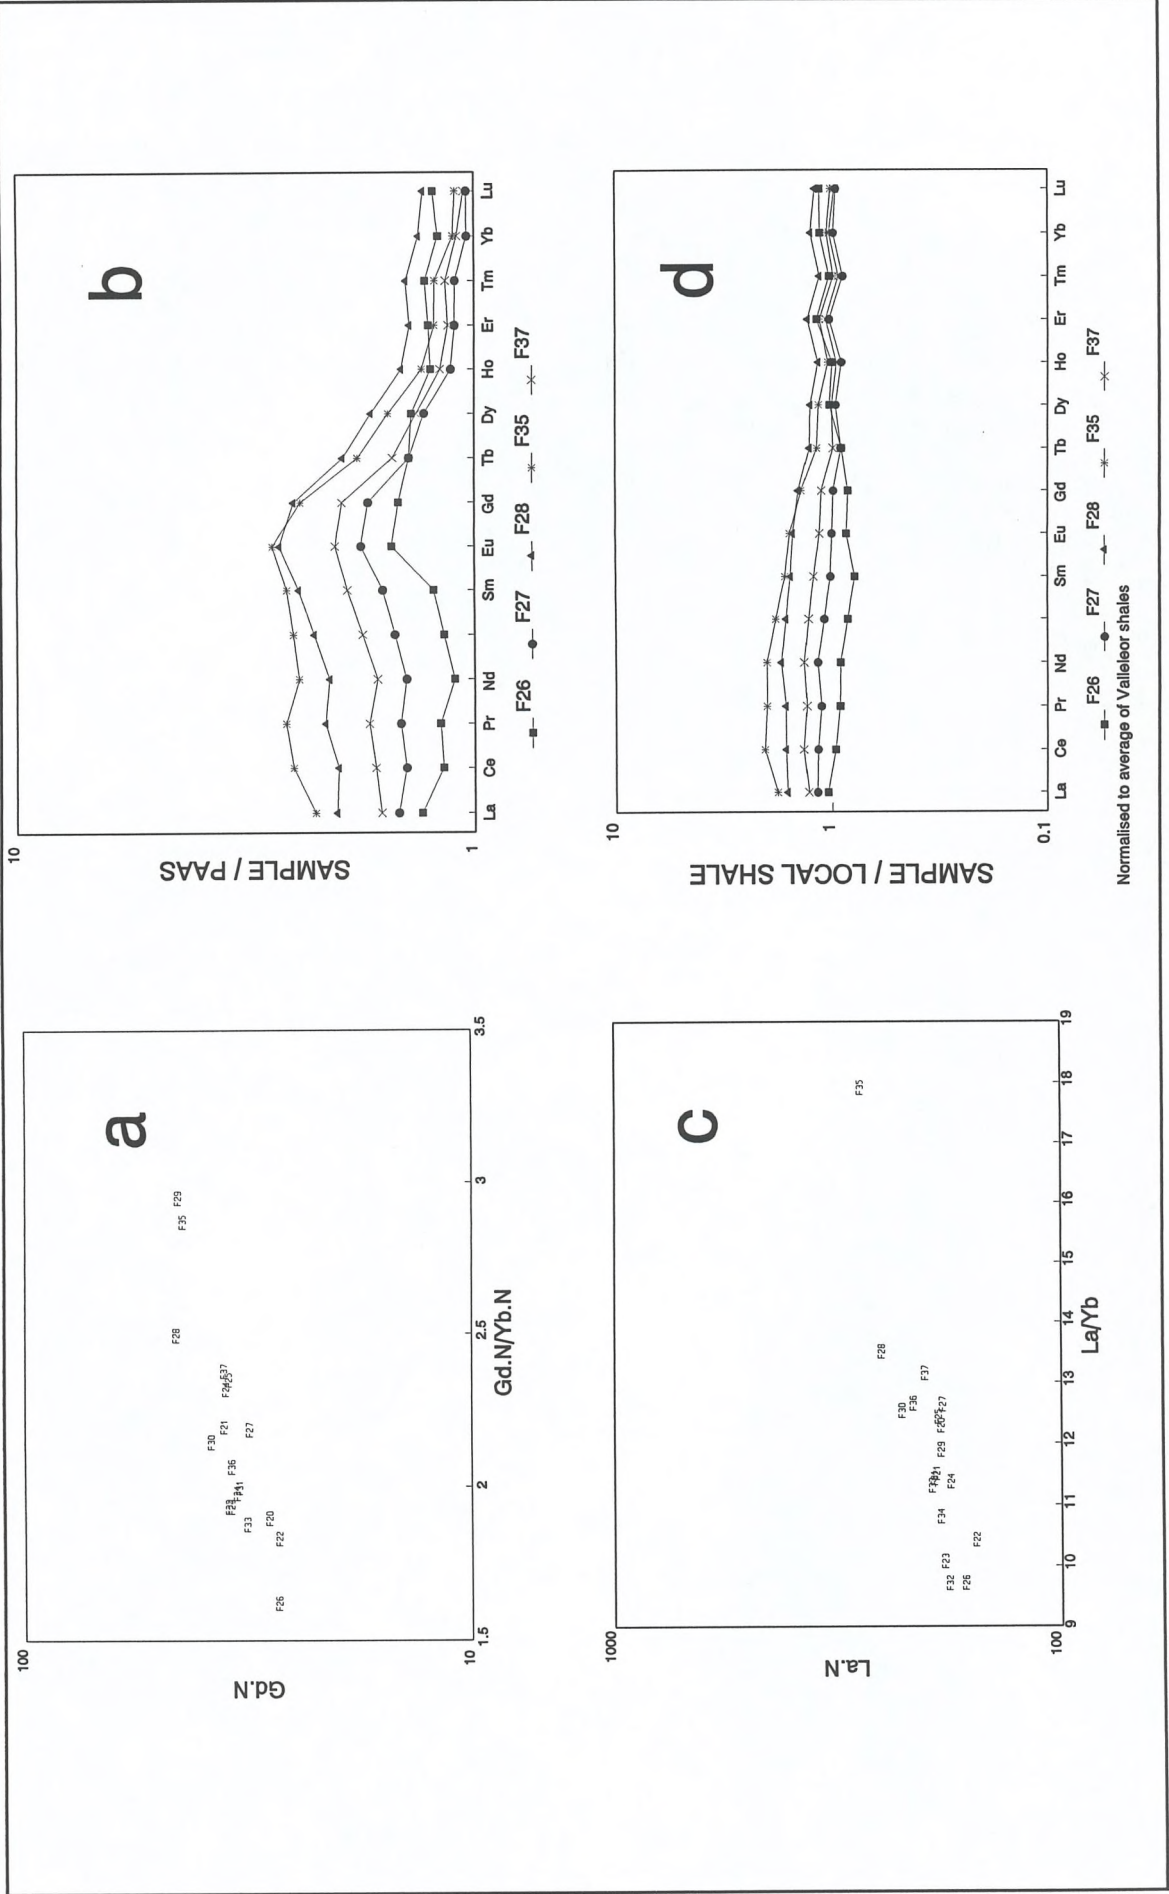 a
100
Gd.N
10
1.5
2
2.5
3
3.5
Gd.N/Yb.N
F29
F35
F28
F37
F24
F30
F21
F27
F36
F33
F20
F22
F26
b
10
SAMPLE / PAAS
1
La Ce Pr Nd Sm Eu Gd Tb Dy Ho Er Tm Yb Lu
F26 F27 F28 F35 F37
c
1000
La.N
100
9 10 11 12 13 14 15 16 17 18 19
La/Yb
F35
F28
F37
F30
F36
F27
F25
F20
F29
F21
F24
F34
F22
F23
F32
F26
d
10
SAMPLE / LOCAL SHALE
1
0.1
La Ce Pr Nd Sm Eu Gd Tb Dy Ho Er Tm Yb Lu
F26 F27 F28 F35 F37
Normalised to average of Valleleor shales